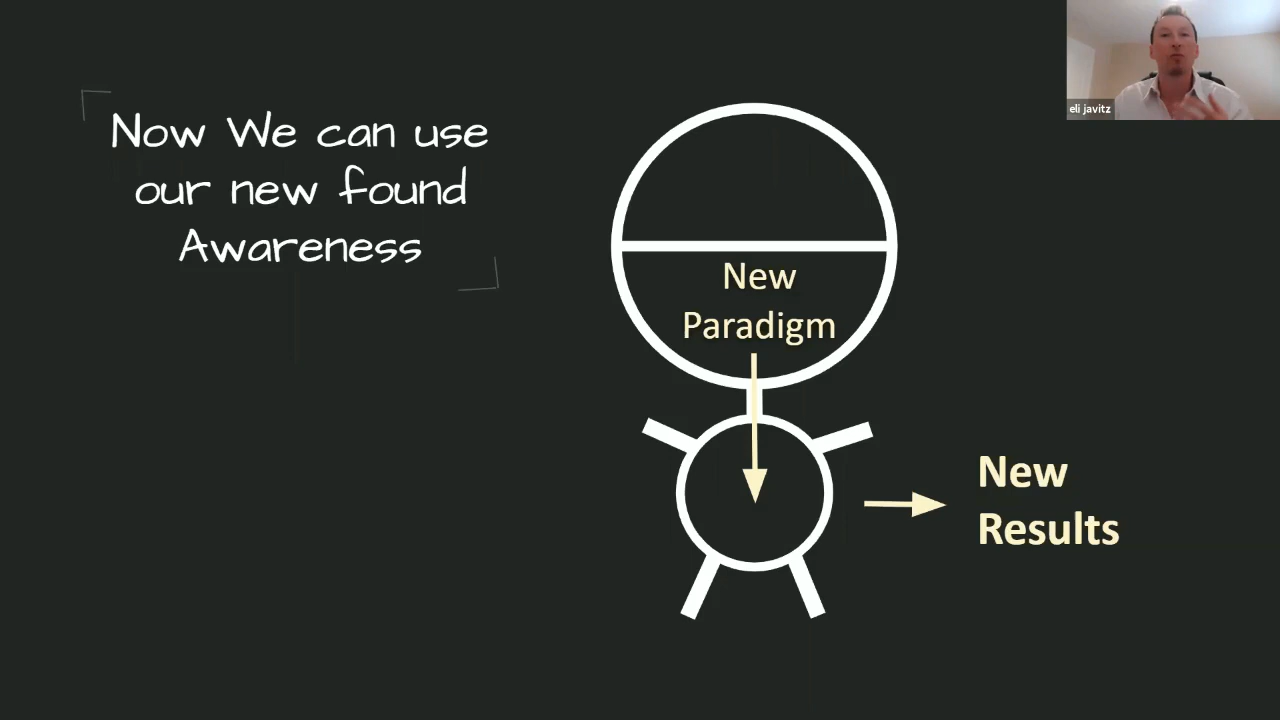 Now We can use
our new found
Awareness
New
Paradigm
New
Results
eli javitz